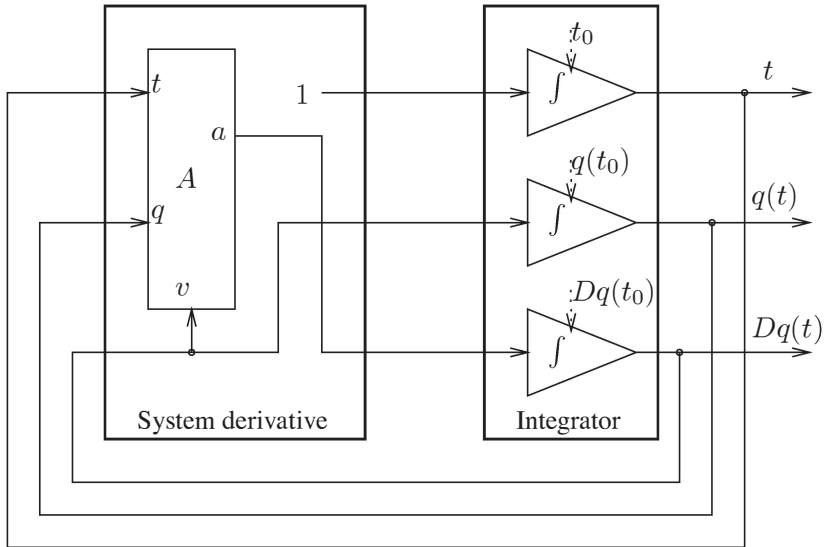 t₀
t
t
1
∫
a
A
q(t₀)
q(t)
q
∫
v
Dq(t₀)
Dq(t)
∫
System derivative
Integrator